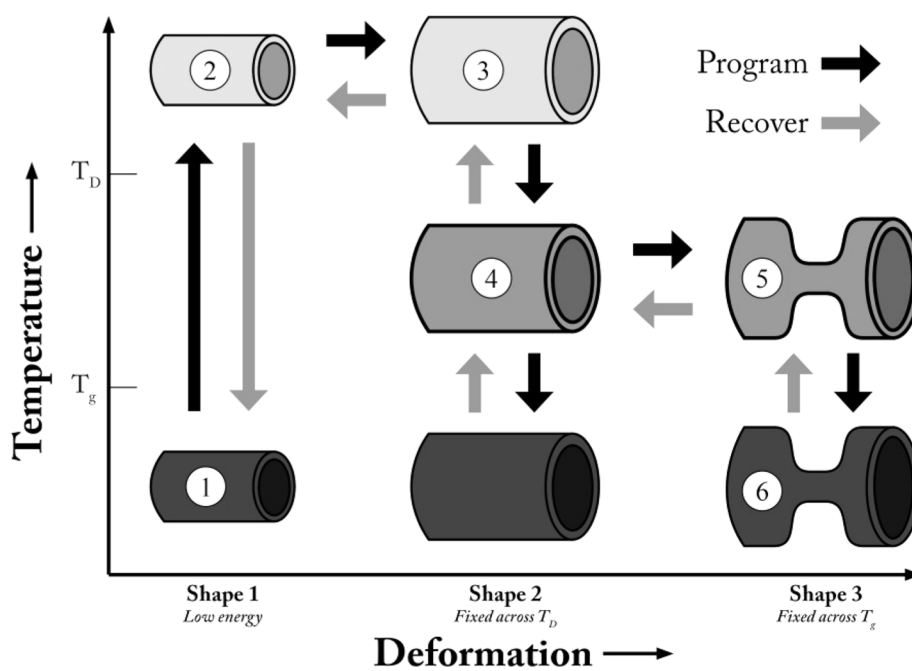 2
3
Program
Recover
T_D
4
5
T_g
1
6
Temperature
Shape 1
Low energy
Shape 2
Fixed across T_D
Shape 3
Fixed across T_g
Deformation